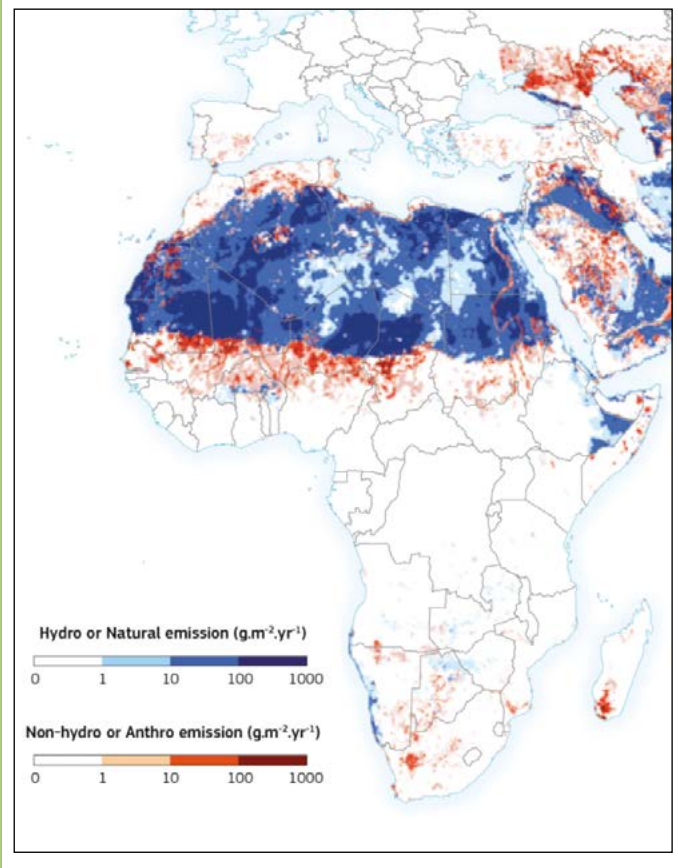 Hydro or Natural emission (g.m⁻².yr⁻¹)
0 1 10 100 1000
Non-hydro or Anthro emission (g.m⁻².yr⁻¹)
0 1 10 100 1000